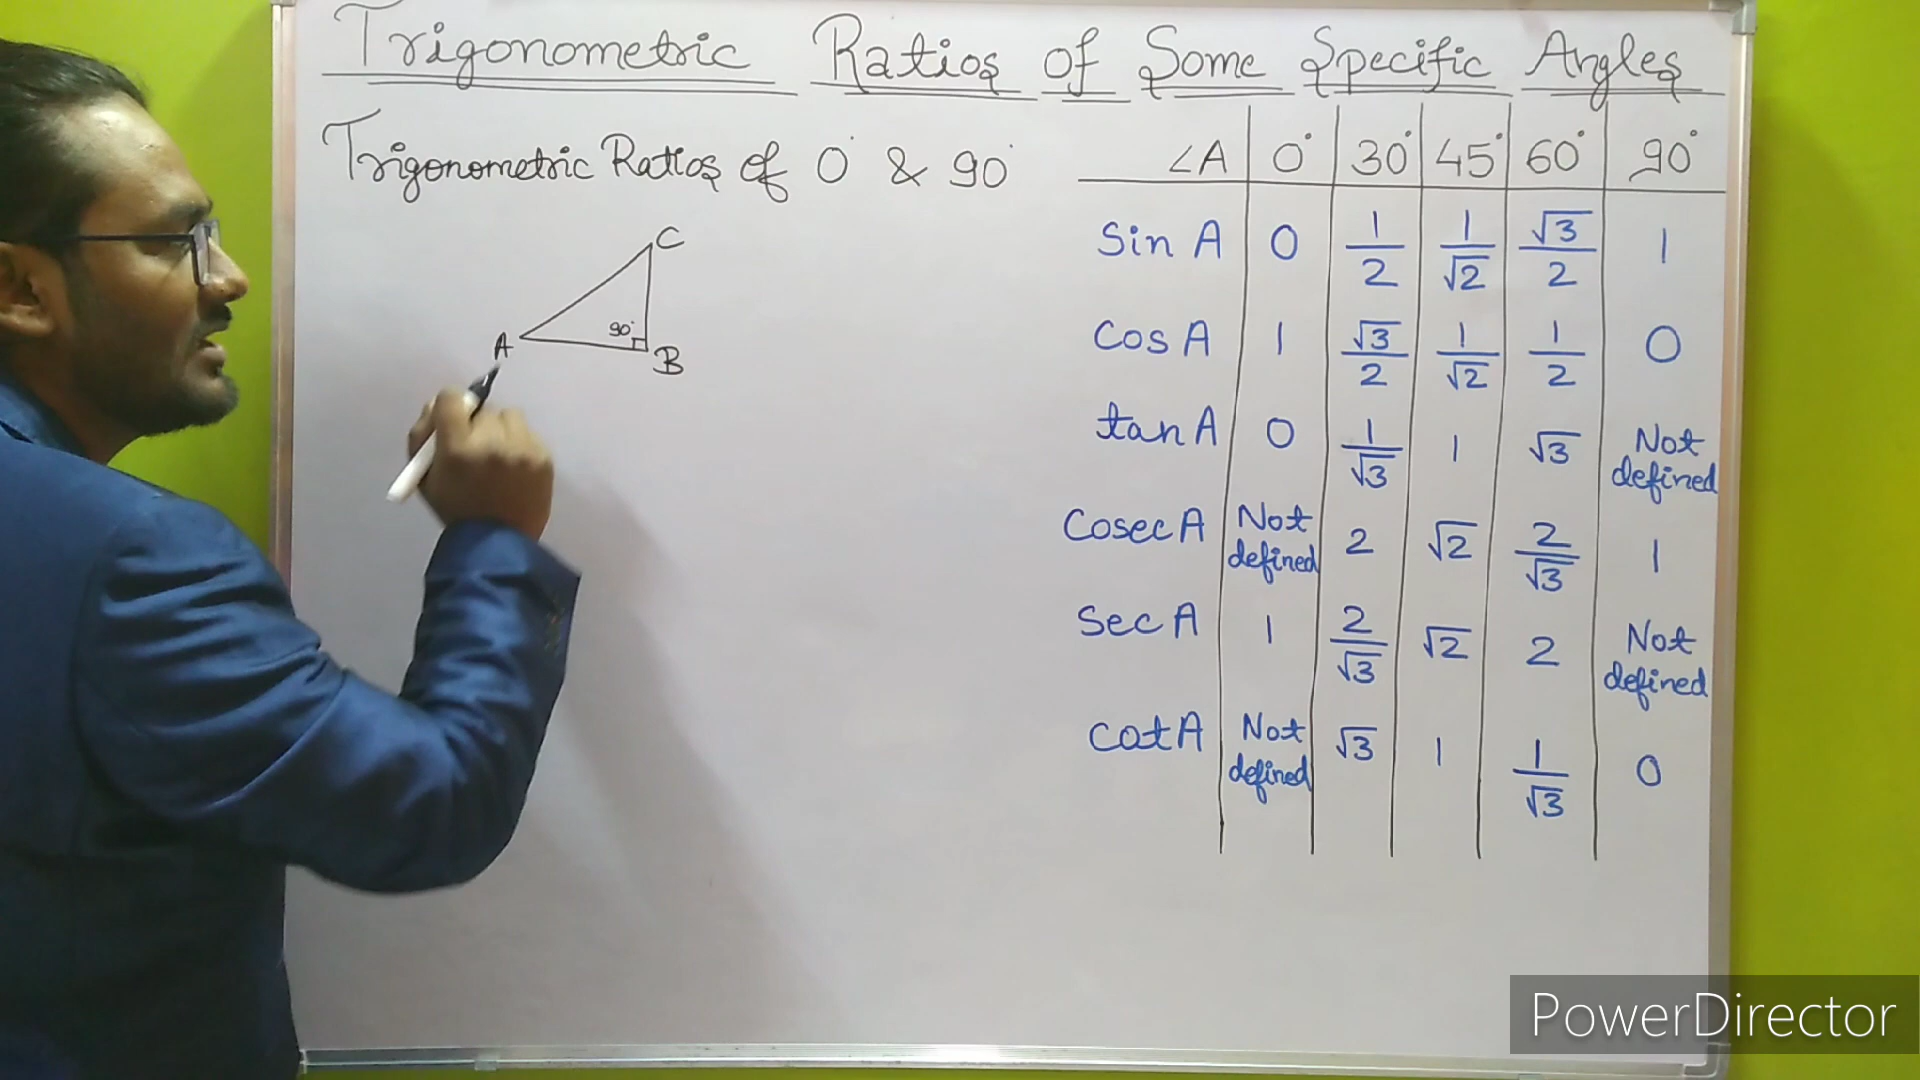 Trigonometric Ratios of Some Specific Angles
Trigonometric Ratios of 0° & 90°
C
90°
A
B
∠A 0° 30° 45° 60° 90°
Sin A 0 1/2 1/√2 √3/2 1
Cos A 1 √3/2 1/√2 1/2 0
tan A 0 1/√3 1 √3 Not defined
Cosec A Not defined 2 √2 2/√3 1
Sec A 1 2/√3 √2 2 Not defined
Cot A Not defined √3 1 1/√3 0
PowerDirector